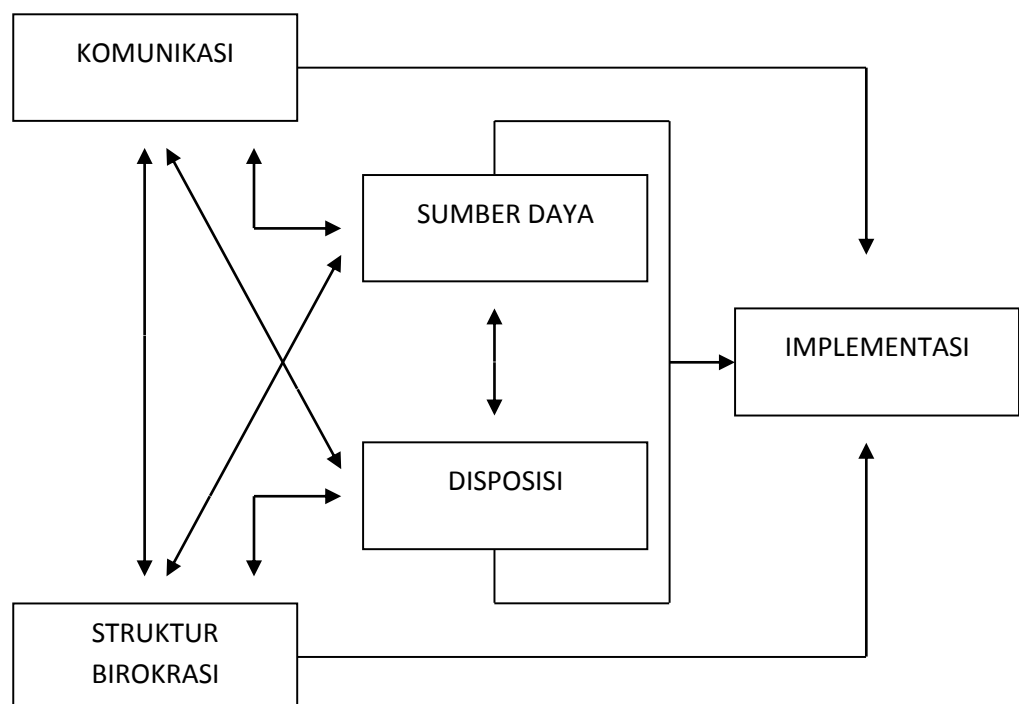 KOMUNIKASI
SUMBER DAYA
IMPLEMENTASI
DISPOSISI
STRUKTUR
BIROKRASI